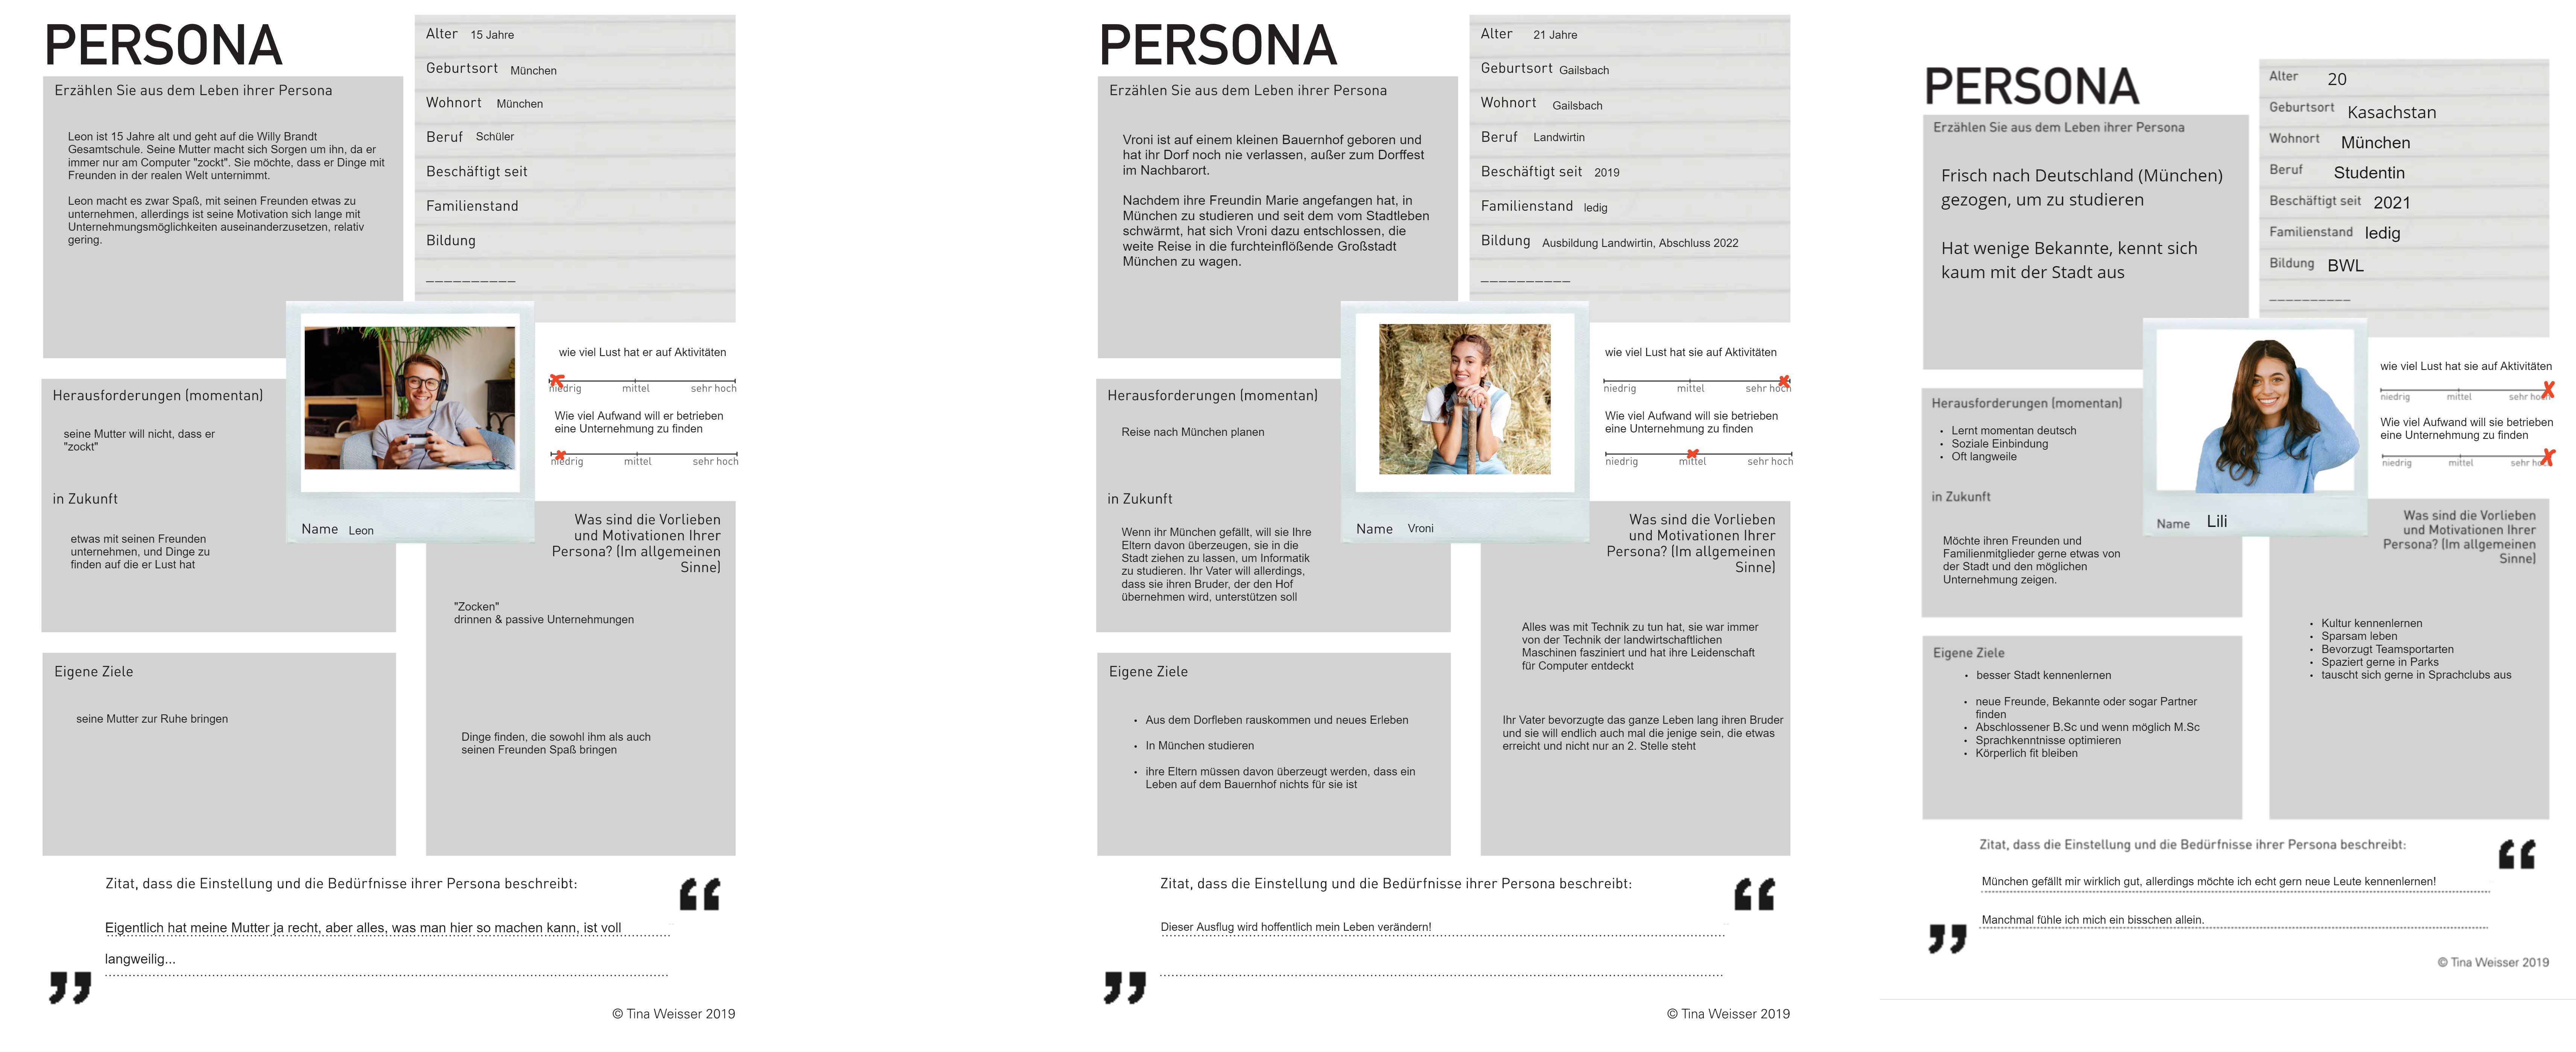 PERSONA
Erzählen Sie aus dem Leben ihrer Persona
Leon ist 15 Jahre alt und geht auf die Willy Brandt
Gesamtschule. Seine Mutter macht sich Sorgen um ihn, da er
immer nur am Computer "zockt". Sie möchte, dass er Dinge mit
Freunden in der realen Welt unternimmt.
Leon macht es zwar Spaß, mit seinen Freunden etwas zu
unternehmen, allerdings ist seine Motivation sich lange mit
Unternehmungsmöglichkeiten auseinanderzusetzen, relativ
gering.
Alter 15 Jahre
Geburtsort München
Wohnort München
Beruf Schüler
Beschäftigt seit
Familienstand
Bildung
__________
wie viel Lust hat er auf Aktivitäten
niedrig mittel sehr hoch
Wie viel Aufwand will er betrieben
eine Unternehmung zu finden
niedrig mittel sehr hoch
Herausforderungen (momentan)
seine Mutter will nicht, dass er
"zockt"
in Zukunft
etwas mit seinen Freunden
unternehmen, und Dinge zu
finden auf die er Lust hat
Name Leon
Was sind die Vorlieben
und Motivationen Ihrer
Persona? (Im allgemeinen
Sinne)
"Zocken"
drinnen & passive Unternehmungen
Dinge finden, die sowohl ihm als auch
seinen Freunden Spaß bringen
Eigene Ziele
seine Mutter zur Ruhe bringen
Zitat, dass die Einstellung und die Bedürfnisse ihrer Persona beschreibt:
Eigentlich hat meine Mutter ja recht, aber alles, was man hier so machen kann, ist voll
langweilig...
© Tina Weisser 2019
PERSONA
Erzählen Sie aus dem Leben ihrer Persona
Vroni ist auf einem kleinen Bauernhof geboren und
hat ihr Dorf noch nie verlassen, außer zum Dorffest
im Nachbarort.
Nachdem ihre Freundin Marie angefangen hat, in
München zu studieren und seit dem vom Stadtleben
schwärmt, hat sich Vroni dazu entschlossen, die
weite Reise in die furchteinflößende Großstadt
München zu wagen.
Alter 21 Jahre
Geburtsort Gailsbach
Wohnort Gailsbach
Beruf Landwirtin
Beschäftigt seit 2019
Familienstand ledig
Bildung Ausbildung Landwirtin, Abschluss 2022
__________
wie viel Lust hat sie auf Aktivitäten
niedrig mittel sehr hoch
Wie viel Aufwand will sie betrieben
eine Unternehmung zu finden
niedrig mittel sehr hoch
Herausforderungen (momentan)
Reise nach München planen
in Zukunft
Wenn ihr München gefällt, will sie Ihre
Eltern davon überzeugen, sie in die
Stadt ziehen zu lassen, um Informatik
zu studieren. Ihr Vater will allerdings,
dass sie ihren Bruder, der den Hof
übernehmen wird, unterstützen soll
Name Vroni
Was sind die Vorlieben
und Motivationen Ihrer
Persona? (Im allgemeinen
Sinne)
Alles was mit Technik zu tun hat, sie war immer
von der Technik der landwirtschaftlichen
Maschinen fasziniert und hat ihre Leidenschaft
für Computer entdeckt
Ihr Vater bevorzugte das ganze Leben lang ihren Bruder
und sie will endlich auch mal die jenige sein, die etwas
erreicht und nicht nur an 2. Stelle steht
Eigene Ziele
• Aus dem Dorfleben rauskommen und neues Erleben
• In München studieren
• ihre Eltern müssen davon überzeugt werden, dass ein
Leben auf dem Bauernhof nichts für sie ist
Zitat, dass die Einstellung und die Bedürfnisse ihrer Persona beschreibt:
Dieser Ausflug wird hoffentlich mein Leben verändern!
© Tina Weisser 2019
PERSONA
Erzählen Sie aus dem Leben ihrer Persona
Frisch nach Deutschland (München)
gezogen, um zu studieren
Hat wenige Bekannte, kennt sich
kaum mit der Stadt aus
Alter 20
Geburtsort Kasachstan
Wohnort München
Beruf Studentin
Beschäftigt seit 2021
Familienstand ledig
Bildung BWL
__________
wie viel Lust hat sie auf Aktivitäten
niedrig mittel sehr hoch
Wie viel Aufwand will sie betrieben
eine Unternehmung zu finden
niedrig mittel sehr hoch
Herausforderungen (momentan)
• Lernt momentan deutsch
• Soziale Einbindung
• Oft langweile
in Zukunft
Möchte ihren Freunden und
Familienmitglieder gerne etwas von
der Stadt und den möglichen
Unternehmung zeigen.
Name Lili
Was sind die Vorlieben
und Motivationen Ihrer
Persona? (Im allgemeinen
Sinne)
• Kultur kennenlernen
• Sparsam leben
• Bevorzugt Teamsportarten
• Spaziert gerne in Parks
• tauscht sich gerne in Sprachclubs aus
Eigene Ziele
• besser Stadt kennenlernen
• neue Freunde, Bekannte oder sogar Partner
finden
• Abschlossener B.Sc und wenn möglich M.Sc
• Sprachkenntnisse optimieren
• Körperlich fit bleiben
Zitat, dass die Einstellung und die Bedürfnisse ihrer Persona beschreibt:
München gefällt mir wirklich gut, allerdings möchte ich echt gern neue Leute kennenlernen!
Manchmal fühle ich mich ein bisschen allein.
© Tina Weisser 2019